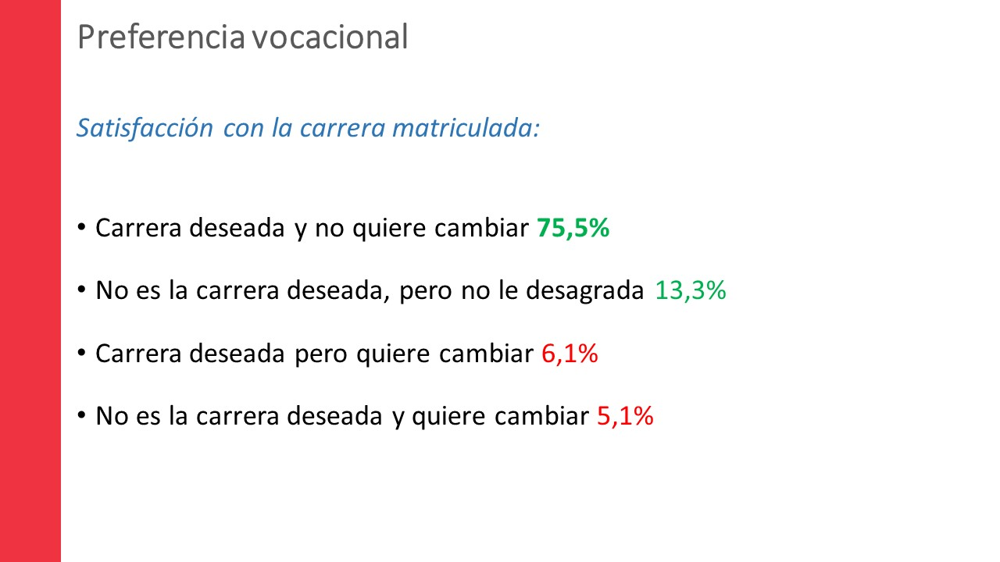 Preferencia vocacional
Satisfacción con la carrera matriculada:
• Carrera deseada y no quiere cambiar 75,5%
• No es la carrera deseada, pero no le desagrada 13,3%
• Carrera deseada pero quiere cambiar 6,1%
• No es la carrera deseada y quiere cambiar 5,1%